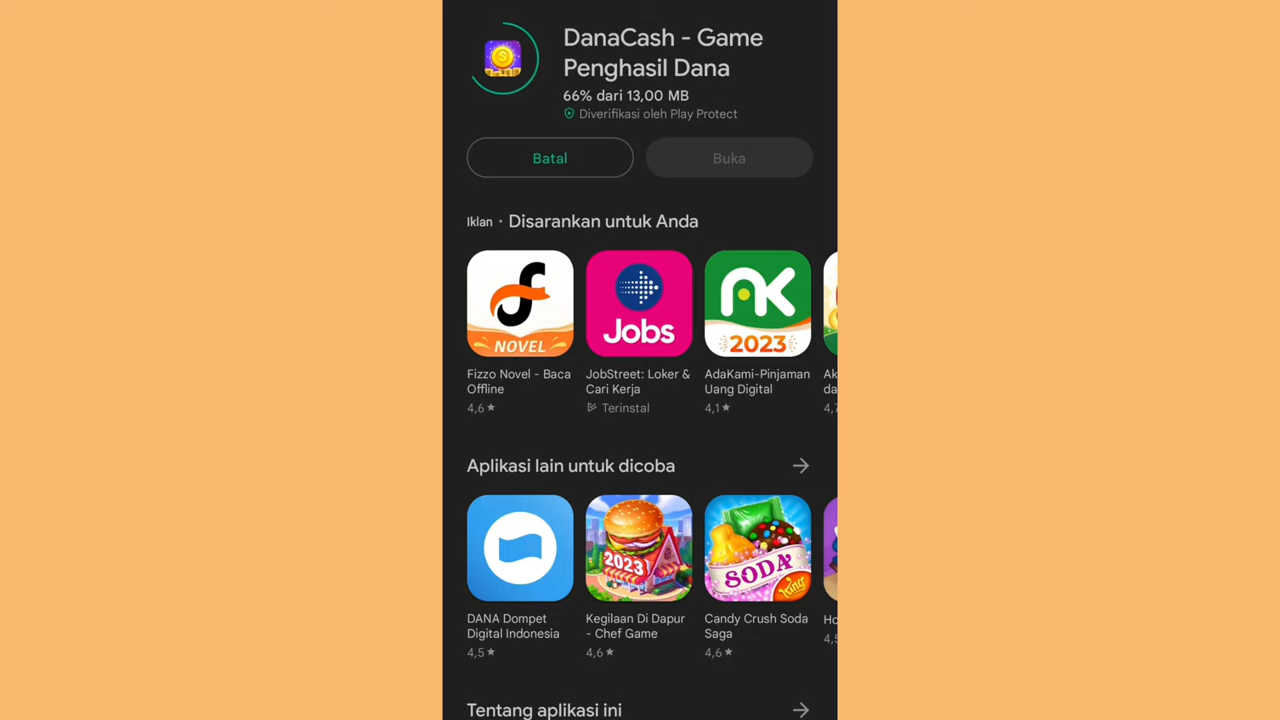 DanaCash - Game
Penghasil Dana
66% dari 13,00 MB
Diverifikasi oleh Play Protect
Batal
Buka
Iklan · Disarankan untuk Anda
NOVEL
Jobs
AK
2023
Fizzo Novel - Baca
Offline
4,6★
JobStreet: Loker &
Cari Kerja
Terinstal
AdaKami-Pinjaman
Uang Digital
4,1★
Ak
da
4,7
Aplikasi lain untuk dicoba
2023
SODA
King
DANA Dompet
Digital Indonesia
4,5★
Kegilaan Di Dapur
- Chef Game
4,6★
Candy Crush Soda
Saga
4,6★
Ho
4,5
Tentang aplikasi ini